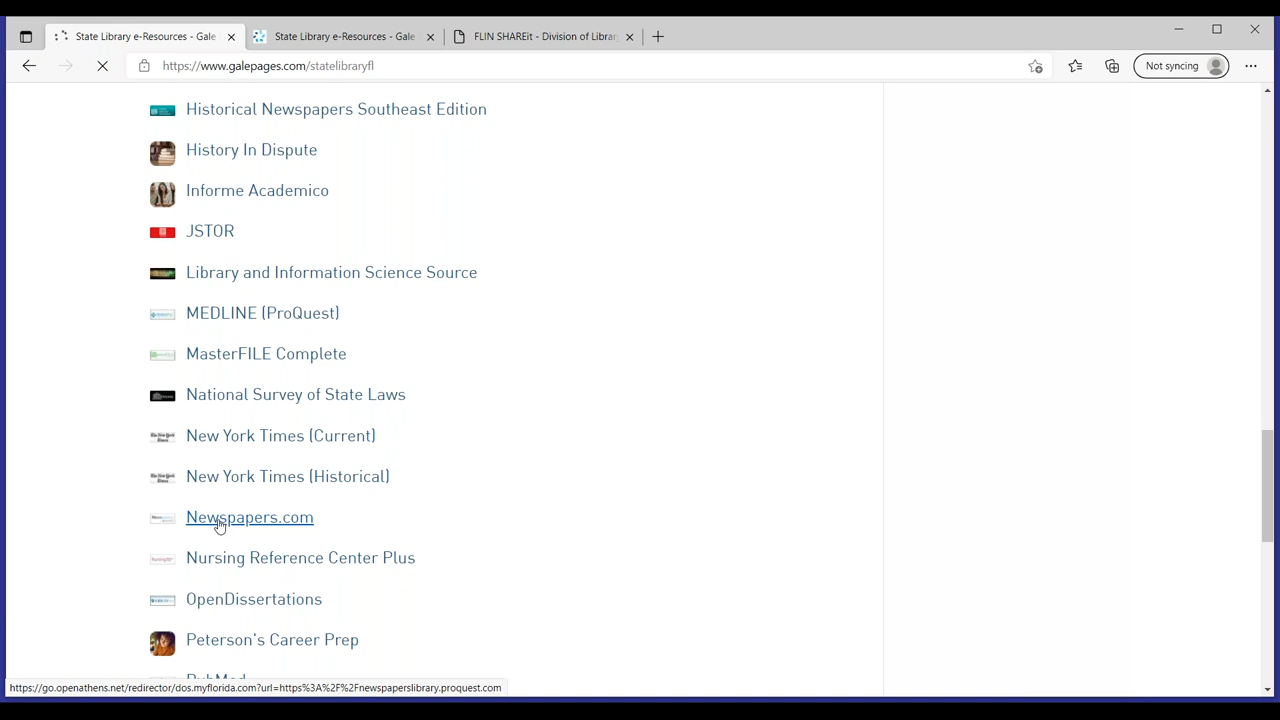 State Library e-Resources - Gale
State Library e-Resources - Gale
FLIN SHAREit - Division of Librar
https://www.galepages.com/statelibraryfl
Not syncing
Historical Newspapers Southeast Edition
History In Dispute
Informe Academico
JSTOR
Library and Information Science Source
MEDLINE (ProQuest)
MasterFILE Complete
National Survey of State Laws
New York Times (Current)
New York Times (Historical)
Newspapers.com
Nursing Reference Center Plus
OpenDissertations
Peterson's Career Prep
PubMed
https://go.openathens.net/redirector/dos.myflorida.com?url=https%3A%2F%2Fnewspaperslibrary.proquest.com